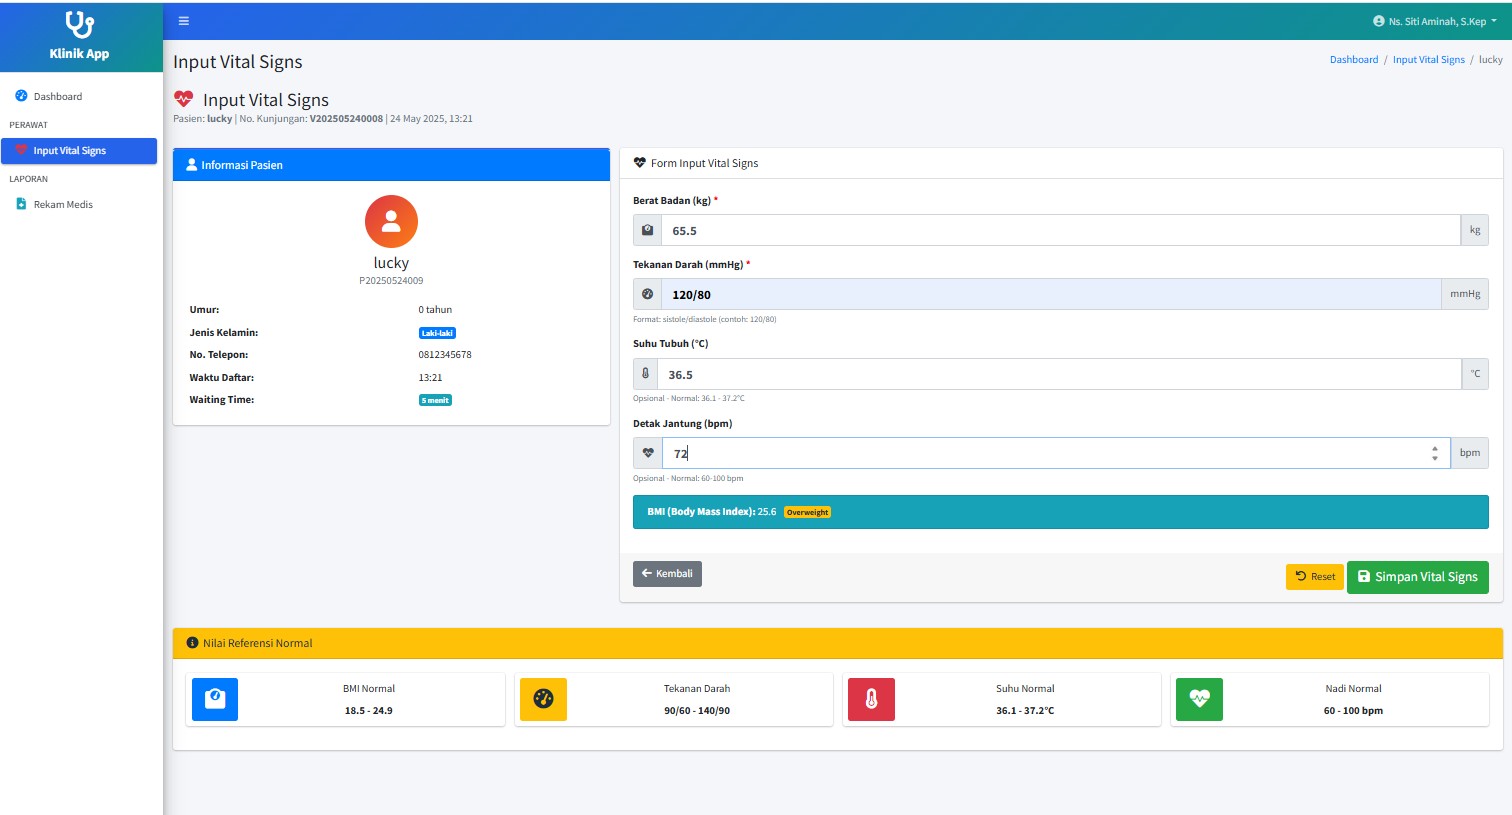 Klinik App
Ns. Siti Aminah, S.Kep
Dashboard
PERAWAT
Input Vital Signs
LAPORAN
Rekam Medis
Input Vital Signs
Dashboard / Input Vital Signs / lucky
Input Vital Signs
Pasien: lucky | No. Kunjungan: V202505240008 | 24 May 2025, 13:21
Informasi Pasien
lucky
P20250524009
Umur: 0 tahun
Jenis Kelamin: Laki-laki
No. Telepon: 0812345678
Waktu Daftar: 13:21
Waiting Time: 5 menit
Form Input Vital Signs
Berat Badan (kg) *
65.5 kg
Tekanan Darah (mmHg) *
120/80 mmHg
Format: sistole/diastole (contoh: 120/80)
Suhu Tubuh (°C)
36.5 °C
Opsional - Normal: 36.1 - 37.2°C
Detak Jantung (bpm)
72 bpm
Opsional - Normal: 60-100 bpm
BMI (Body Mass Index): 25.6 Overweight
Kembali
Reset
Simpan Vital Signs
Nilai Referensi Normal
BMI Normal
18.5 - 24.9
Tekanan Darah
90/60 - 140/90
Suhu Normal
36.1 - 37.2°C
Nadi Normal
60 - 100 bpm